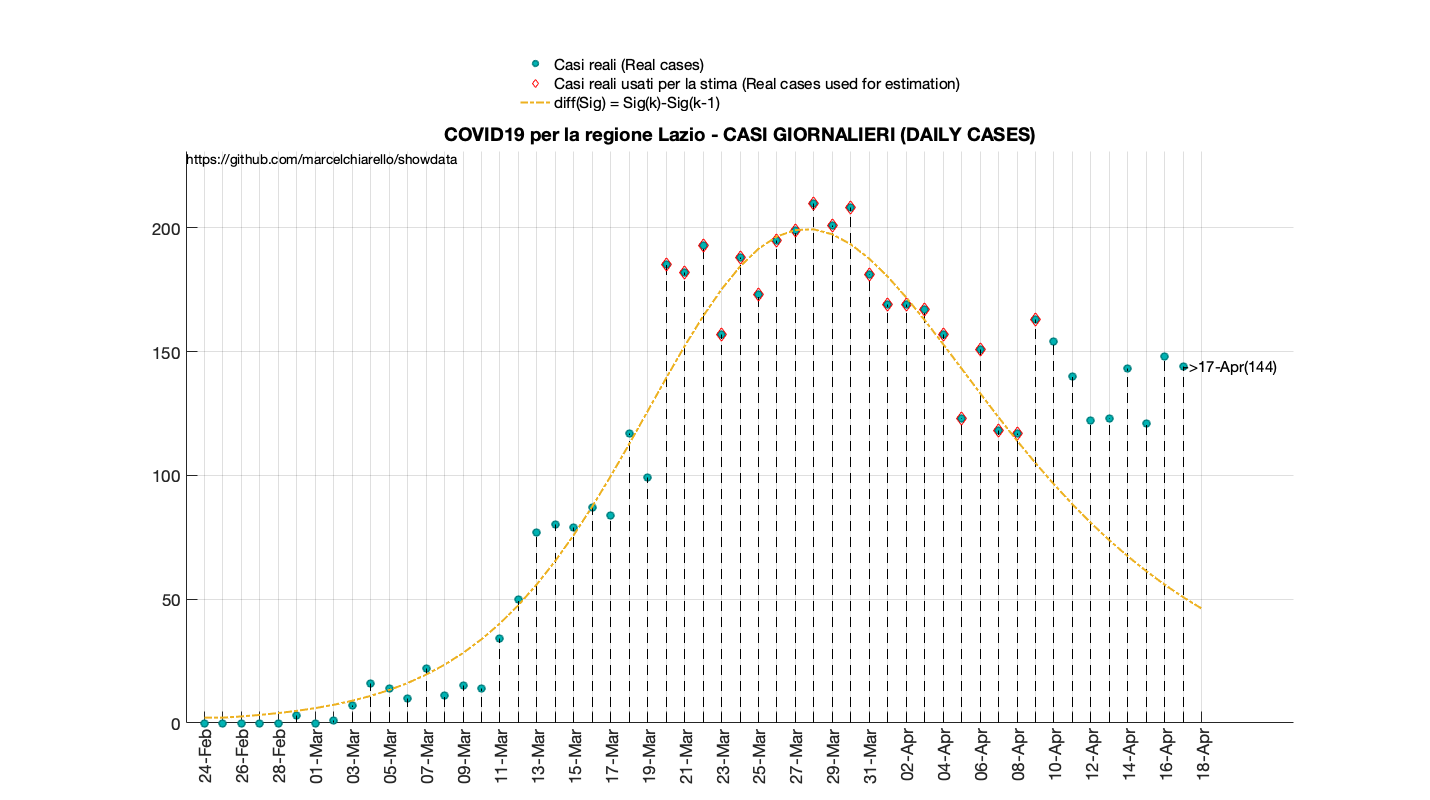 Casi reali (Real cases)
Casi reali usati per la stima (Real cases used for estimation)
diff(Sig) = Sig(k)-Sig(k-1)
COVID19 per la regione Lazio - CASI GIORNALIERI (DAILY CASES)
https://github.com/marcelchiarello/showdata
200
150
100
50
0
->17-Apr(144)
24-Feb
26-Feb
28-Feb
01-Mar
03-Mar
05-Mar
07-Mar
09-Mar
11-Mar
13-Mar
15-Mar
17-Mar
19-Mar
21-Mar
23-Mar
25-Mar
27-Mar
29-Mar
31-Mar
02-Apr
04-Apr
06-Apr
08-Apr
10-Apr
12-Apr
14-Apr
16-Apr
18-Apr